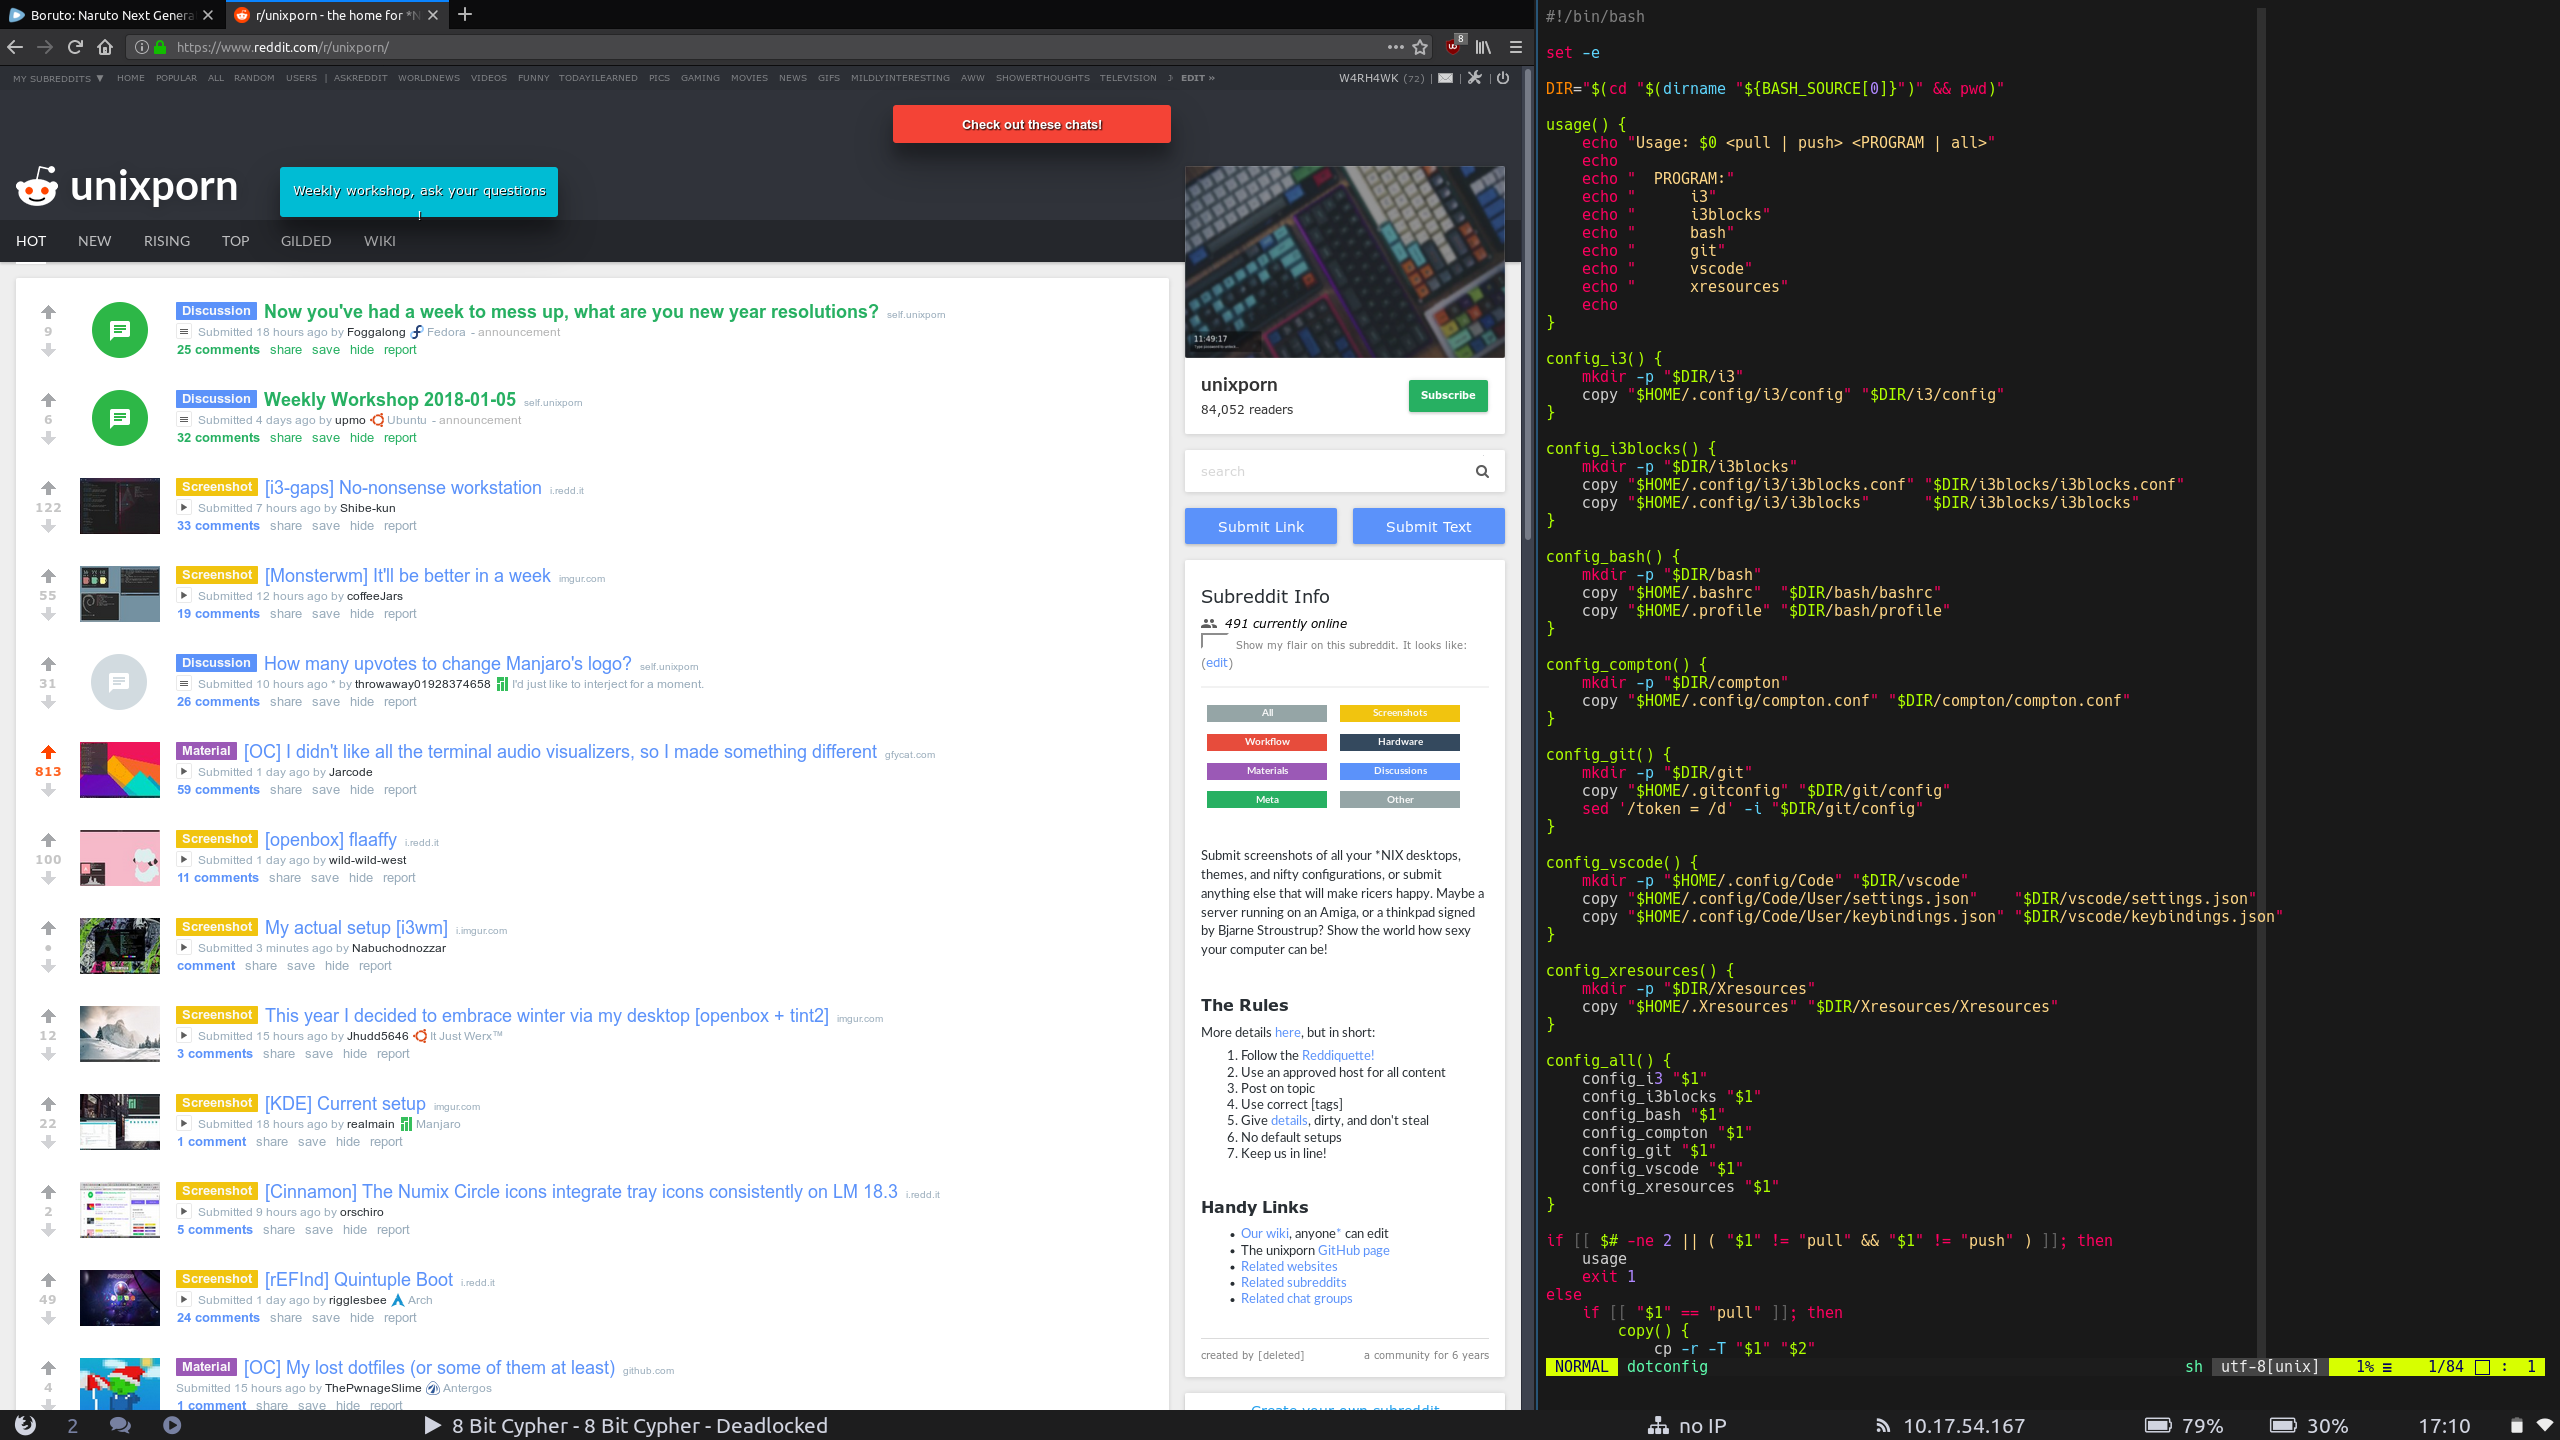 Boruto: Naruto Next Genera
r/unixporn - the home for *N
https://www.reddit.com/r/unixporn/
8
MY SUBREDDITS ▼ HOME POPULAR ALL RANDOM USERS | ASKREDDIT WORLDNEWS VIDEOS FUNNY TODAYILEARNED PICS GAMING MOVIES NEWS GIFS MILDLYINTERESTING AWW SHOWERTHOUGHTS TELEVISION EDIT »
W4RH4WK (72) |
Check out these chats!
unixporn
Weekly workshop, ask your questions
!
HOT NEW RISING TOP GILDED WIKI
9
Discussion Now you've had a week to mess up, what are you new year resolutions? self.unixporn
Submitted 18 hours ago by Foggalong Fedora - announcement
25 comments share save hide report
6
Discussion Weekly Workshop 2018-01-05 self.unixporn
Submitted 4 days ago by upmo Ubuntu - announcement
32 comments share save hide report
122
Screenshot [i3-gaps] No-nonsense workstation i.redd.it
Submitted 7 hours ago by Shibe-kun
33 comments share save hide report
55
Screenshot [Monsterwm] It'll be better in a week imgur.com
Submitted 12 hours ago by coffeeJars
19 comments share save hide report
31
Discussion How many upvotes to change Manjaro's logo? self.unixporn
Submitted 10 hours ago * by throwaway01928374658 I'd just like to interject for a moment.
26 comments share save hide report
813
Material [OC] I didn't like all the terminal audio visualizers, so I made something different gfycat.com
Submitted 1 day ago by Jarcode
59 comments share save hide report
100
Screenshot [openbox] flaaffy i.redd.it
Submitted 1 day ago by wild-wild-west
11 comments share save hide report
•
Screenshot My actual setup [i3wm] i.imgur.com
Submitted 3 minutes ago by Nabuchodnozzar
comment share save hide report
12
Screenshot This year I decided to embrace winter via my desktop [openbox + tint2] imgur.com
Submitted 15 hours ago by Jhudd5646 It Just Werx™
3 comments share save hide report
22
Screenshot [KDE] Current setup imgur.com
Submitted 18 hours ago by realmain Manjaro
1 comment share save hide report
2
Screenshot [Cinnamon] The Numix Circle icons integrate tray icons consistently on LM 18.3 i.redd.it
Submitted 9 hours ago by orschiro
5 comments share save hide report
49
Screenshot [rEFInd] Quintuple Boot i.redd.it
Submitted 1 day ago by rigglesbee Arch
24 comments share save hide report
4
Material [OC] My lost dotfiles (or some of them at least) github.com
Submitted 15 hours ago by ThePwnageSlime Antergos
1 comment share save hide report
11:49:17
unixporn
84,052 readers
Subscribe
search
Submit Link Submit Text
Subreddit Info
491 currently online
Show my flair on this subreddit. It looks like:
(edit)
All Screenshots
Workflow Hardware
Materials Discussions
Meta Other
Submit screenshots of all your *NIX desktops,
themes, and nifty configurations, or submit
anything else that will make ricers happy. Maybe a
server running on an Amiga, or a thinkpad signed
by Bjarne Stroustrup? Show the world how sexy
your computer can be!
The Rules
More details here, but in short:
1. Follow the Reddiquette!
2. Use an approved host for all content
3. Post on topic
4. Use correct [tags]
5. Give details, dirty, and don't steal
6. No default setups
7. Keep us in line!
Handy Links
• Our wiki, anyone* can edit
• The unixporn GitHub page
• Related websites
• Related subreddits
• Related chat groups
created by [deleted] a community for 6 years
Create your own subreddit
#!/bin/bash
set -e
DIR="$(cd "$(dirname "${BASH_SOURCE[0]}")" && pwd)"
usage() {
echo "Usage: $0 <pull | push> <PROGRAM | all>"
echo
echo "  PROGRAM:"
echo "      i3"
echo "      i3blocks"
echo "      bash"
echo "      git"
echo "      vscode"
echo "      xresources"
echo
}
config_i3() {
mkdir -p "$DIR/i3"
copy "$HOME/.config/i3/config" "$DIR/i3/config"
}
config_i3blocks() {
mkdir -p "$DIR/i3blocks"
copy "$HOME/.config/i3/i3blocks.conf" "$DIR/i3blocks/i3blocks.conf"
copy "$HOME/.config/i3/i3blocks"      "$DIR/i3blocks/i3blocks"
}
config_bash() {
mkdir -p "$DIR/bash"
copy "$HOME/.bashrc"  "$DIR/bash/bashrc"
copy "$HOME/.profile" "$DIR/bash/profile"
}
config_compton() {
mkdir -p "$DIR/compton"
copy "$HOME/.config/compton.conf" "$DIR/compton/compton.conf"
}
config_git() {
mkdir -p "$DIR/git"
copy "$HOME/.gitconfig" "$DIR/git/config"
sed '/token = /d' -i "$DIR/git/config"
}
config_vscode() {
mkdir -p "$HOME/.config/Code" "$DIR/vscode"
copy "$HOME/.config/Code/User/settings.json"    "$DIR/vscode/settings.json"
copy "$HOME/.config/Code/User/keybindings.json" "$DIR/vscode/keybindings.json"
}
config_xresources() {
mkdir -p "$DIR/Xresources"
copy "$HOME/.Xresources" "$DIR/Xresources/Xresources"
}
config_all() {
config_i3 "$1"
config_i3blocks "$1"
config_bash "$1"
config_compton "$1"
config_git "$1"
config_vscode "$1"
config_xresources "$1"
}
if [[ $# -ne 2 || ( "$1" != "pull" && "$1" != "push" ) ]]; then
usage
exit 1
else
if [[ "$1" == "pull" ]]; then
copy() {
cp -r -T "$1" "$2"
NORMAL dotconfig sh utf-8[unix] 1% ≡ 1/84 : 1
2 8 Bit Cypher - 8 Bit Cypher - Deadlocked no IP 10.17.54.167 79% 30% 17:10